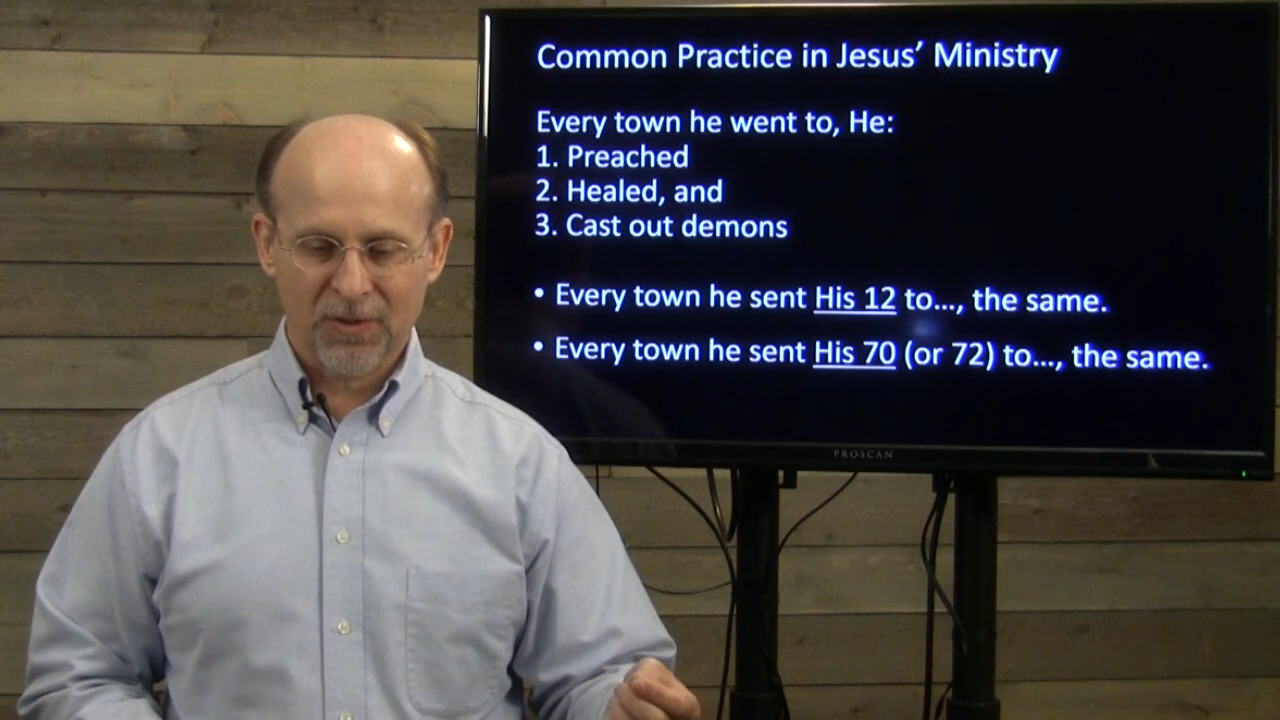 Common Practice in Jesus’ Ministry
Every town he went to, He:
1. Preached
2. Healed, and
3. Cast out demons
• Every town he sent His 12 to…, the same.
• Every town he sent His 70 (or 72) to…, the same.
PROSCAN